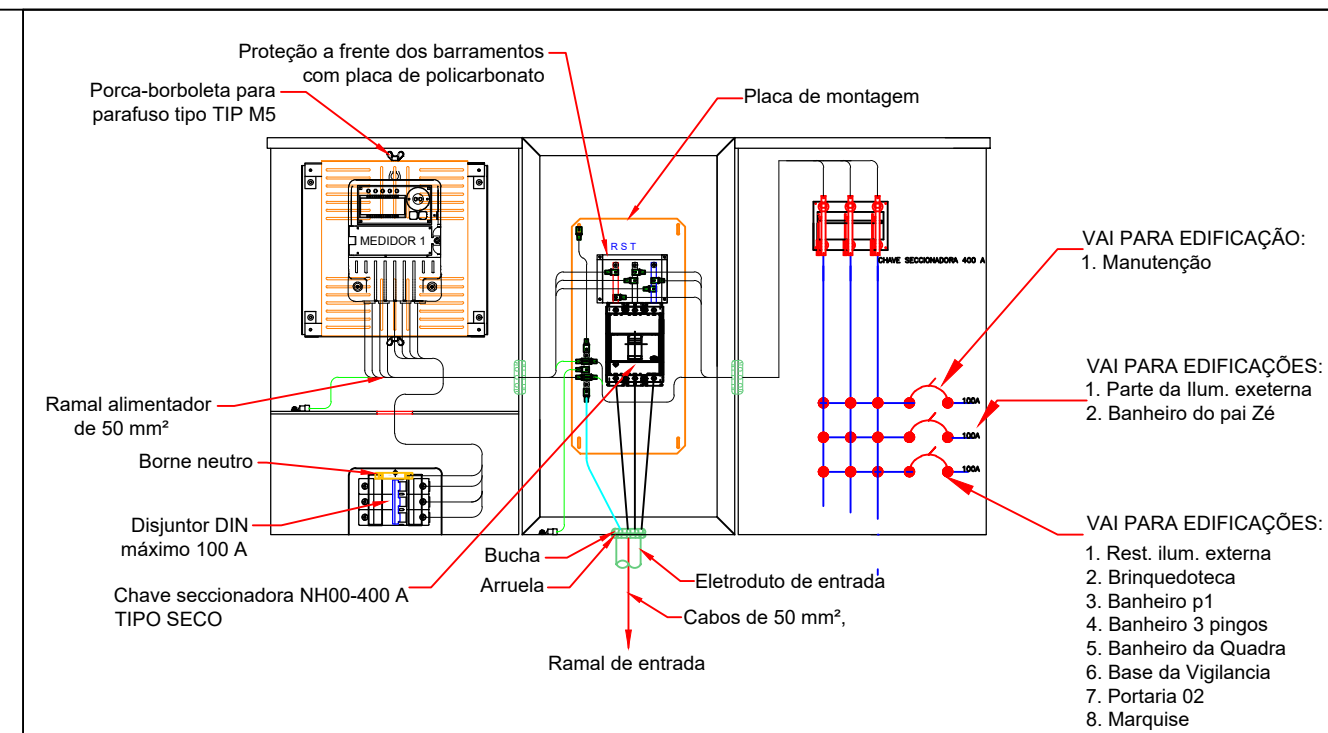 Proteção a frente dos barramentos
com placa de policarbonato
Porca-borboleta para
parafuso tipo TIP M5
Placa de montagem
MEDIDOR 1
R S T
CHAVE SECCIONADORA 400 A
VAI PARA EDIFICAÇÃO:
1. Manutenção
VAI PARA EDIFICAÇÕES:
1. Parte da Ilum. exeterna
2. Banheiro do pai Zé
100A
100A
100A
Ramal alimentador
de 50 mm²
Borne neutro
Disjuntor DIN
máximo 100 A
Chave seccionadora NH00-400 A
TIPO SECO
Bucha
Arruela
Eletroduto de entrada
Cabos de 50 mm²,
Ramal de entrada
VAI PARA EDIFICAÇÕES:
1. Rest. ilum. externa
2. Brinquedoteca
3. Banheiro p1
4. Banheiro 3 pingos
5. Banheiro da Quadra
6. Base da Vigilancia
7. Portaria 02
8. Marquise